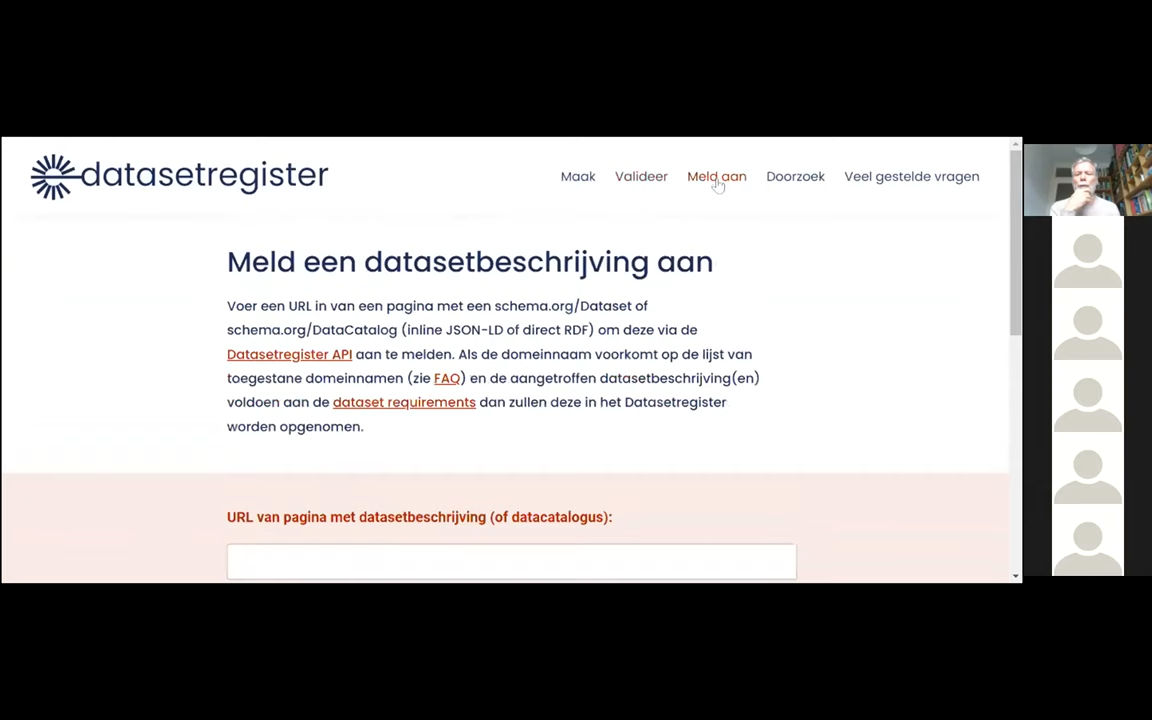 datasetregister
Maak Valideer Meld aan Doorzoek Veel gestelde vragen
Meld een datasetbeschrijving aan
Voer een URL in van een pagina met een schema.org/Dataset of
schema.org/DataCatalog (inline JSON-LD of direct RDF) om deze via de
Datasetregister API aan te melden. Als de domeinnaam voorkomt op de lijst van
toegestane domeinnamen (zie FAQ) en de aangetroffen datasetbeschrijving(en)
voldoen aan de dataset requirements dan zullen deze in het Datasetregister
worden opgenomen.
URL van pagina met datasetbeschrijving (of datacatalogus):